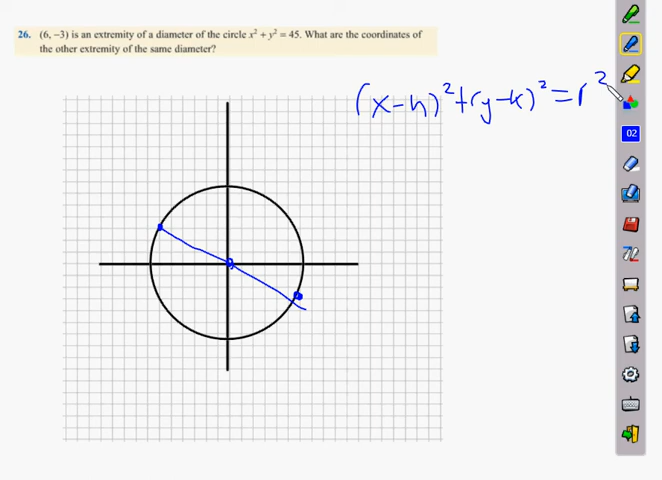 26. (6, −3) is an extremity of a diameter of the circle x² + y² = 45. What are the coordinates of
the other extremity of the same diameter?
(x-h)²+(y-k)²=r²
02